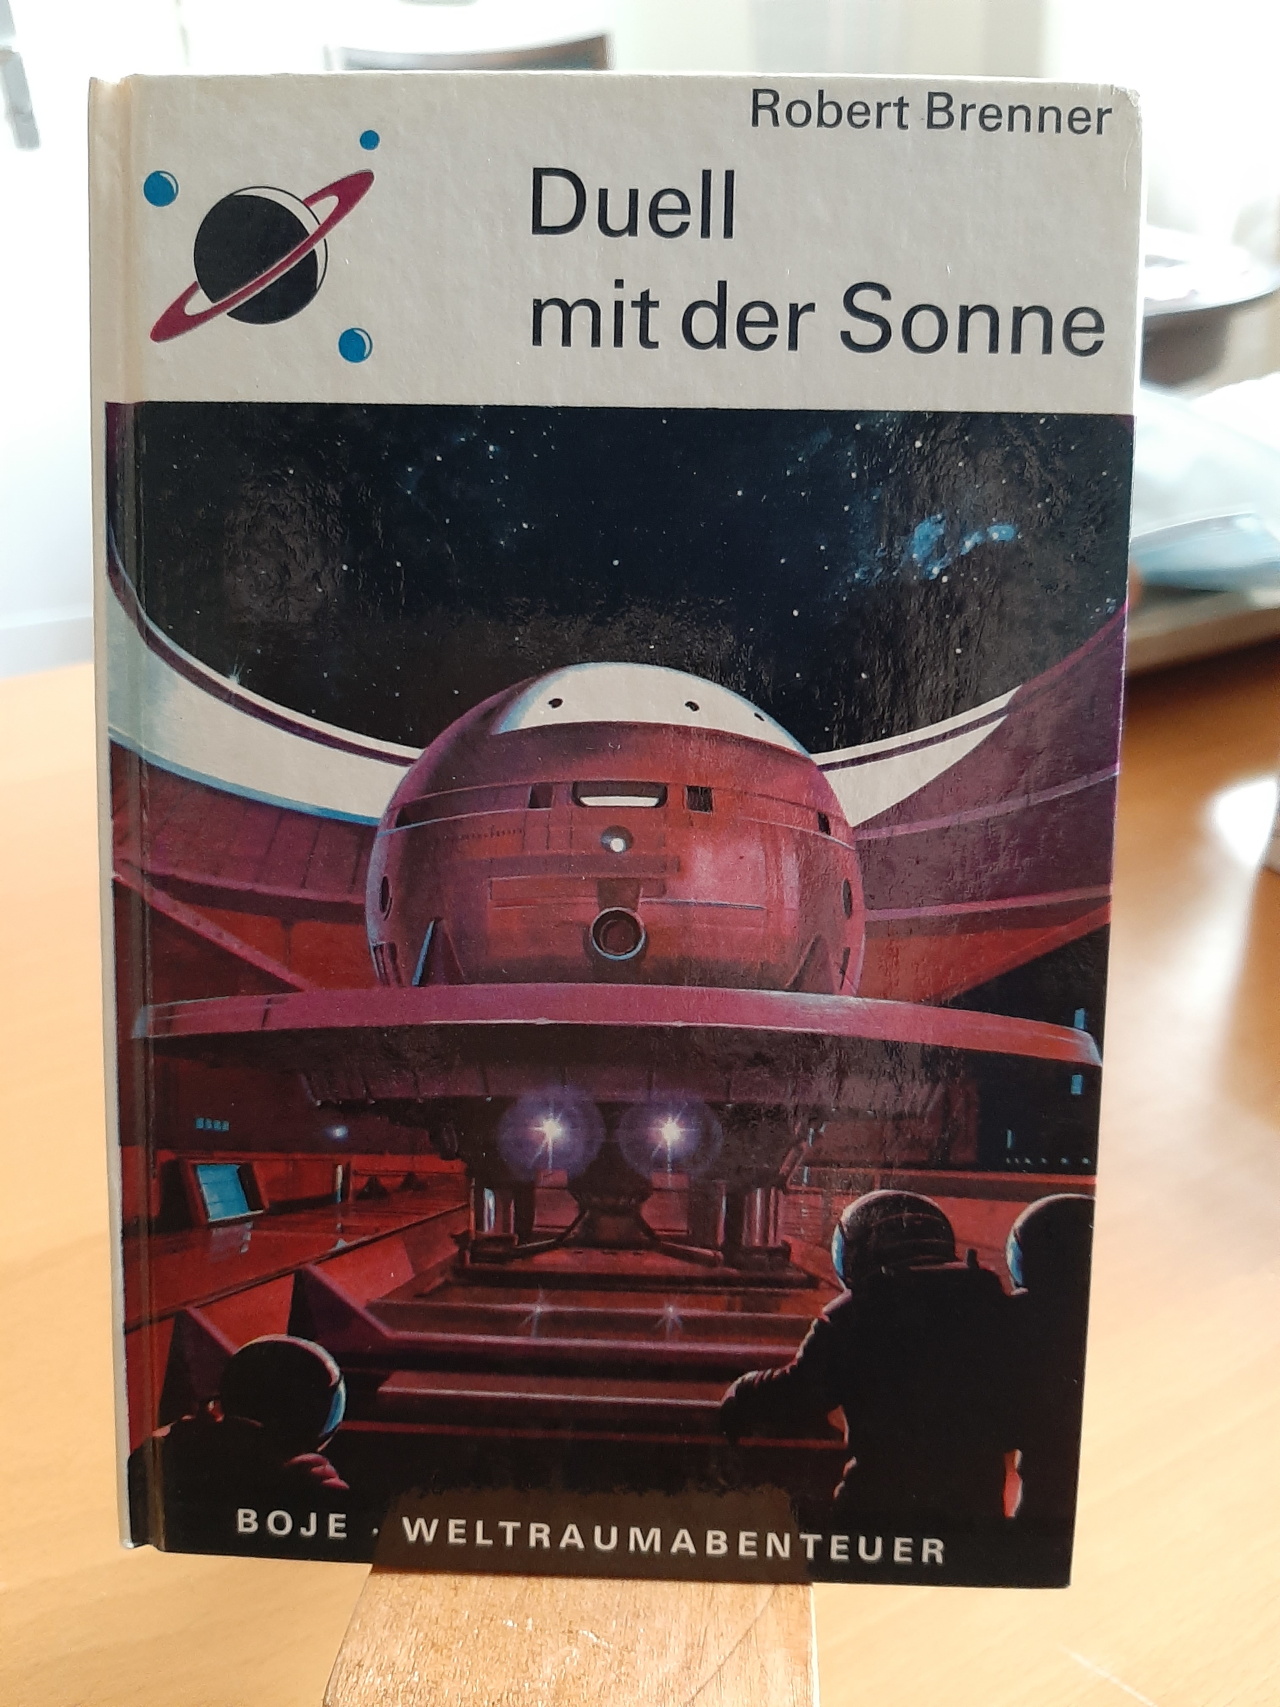 Robert Brenner
Duell
mit der Sonne
BOJE · WELTRAUMABENTEUER